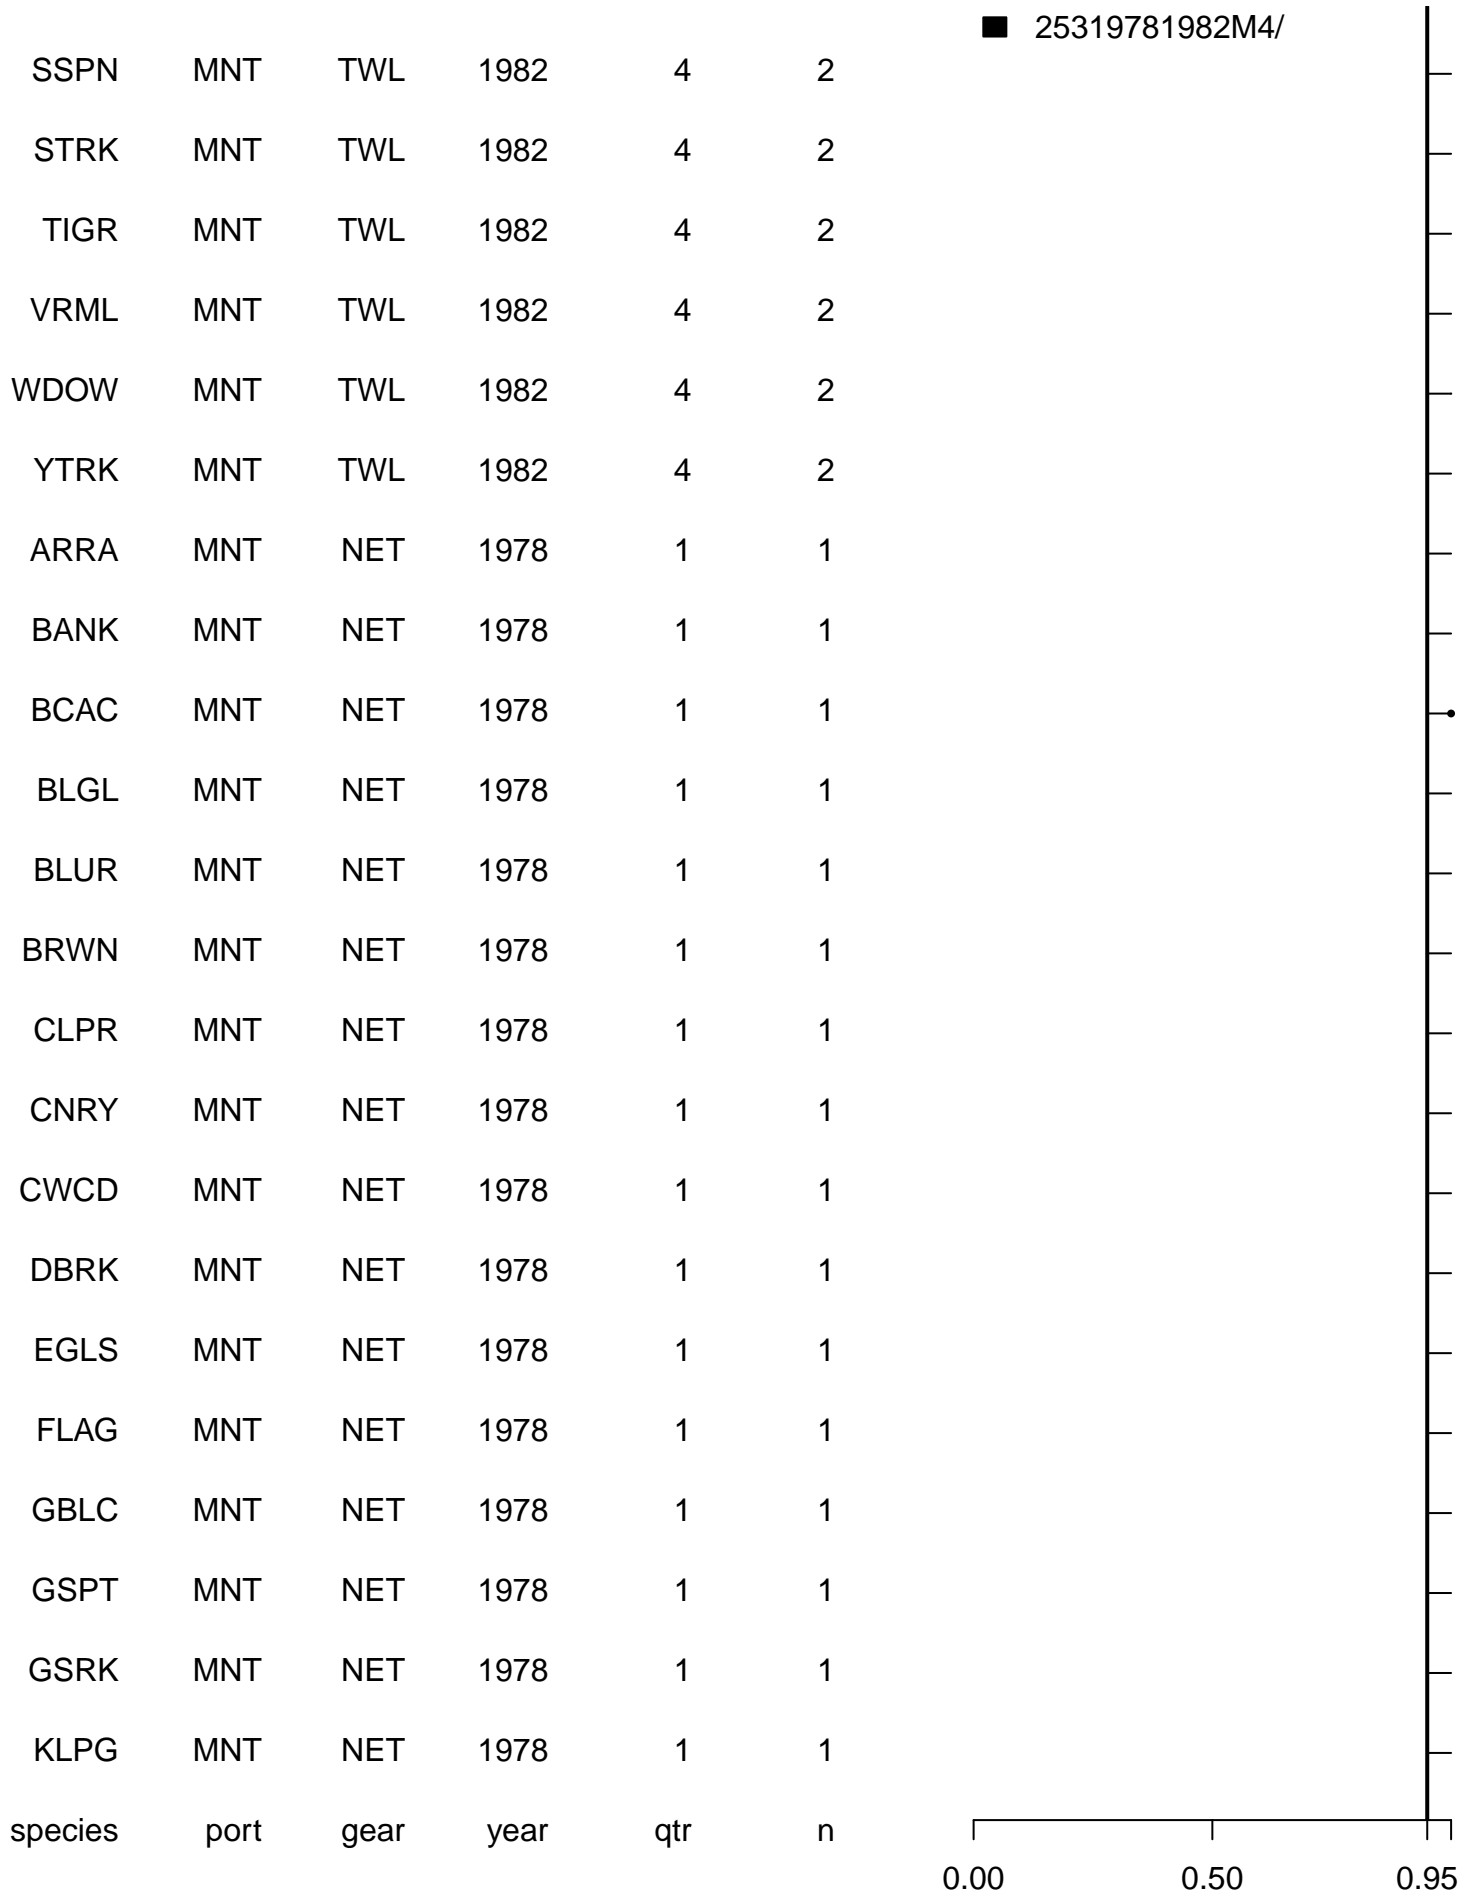 25319781982M4/
SSPN MNT TWL 1982 4 2
STRK MNT TWL 1982 4 2
TIGR MNT TWL 1982 4 2
VRML MNT TWL 1982 4 2
WDOW MNT TWL 1982 4 2
YTRK MNT TWL 1982 4 2
ARRA MNT NET 1978 1 1
BANK MNT NET 1978 1 1
BCAC MNT NET 1978 1 1
BLGL MNT NET 1978 1 1
BLUR MNT NET 1978 1 1
BRWN MNT NET 1978 1 1
CLPR MNT NET 1978 1 1
CNRY MNT NET 1978 1 1
CWCD MNT NET 1978 1 1
DBRK MNT NET 1978 1 1
EGLS MNT NET 1978 1 1
FLAG MNT NET 1978 1 1
GBLC MNT NET 1978 1 1
GSPT MNT NET 1978 1 1
GSRK MNT NET 1978 1 1
KLPG MNT NET 1978 1 1
species port gear year qtr n
0.00 0.50 0.95